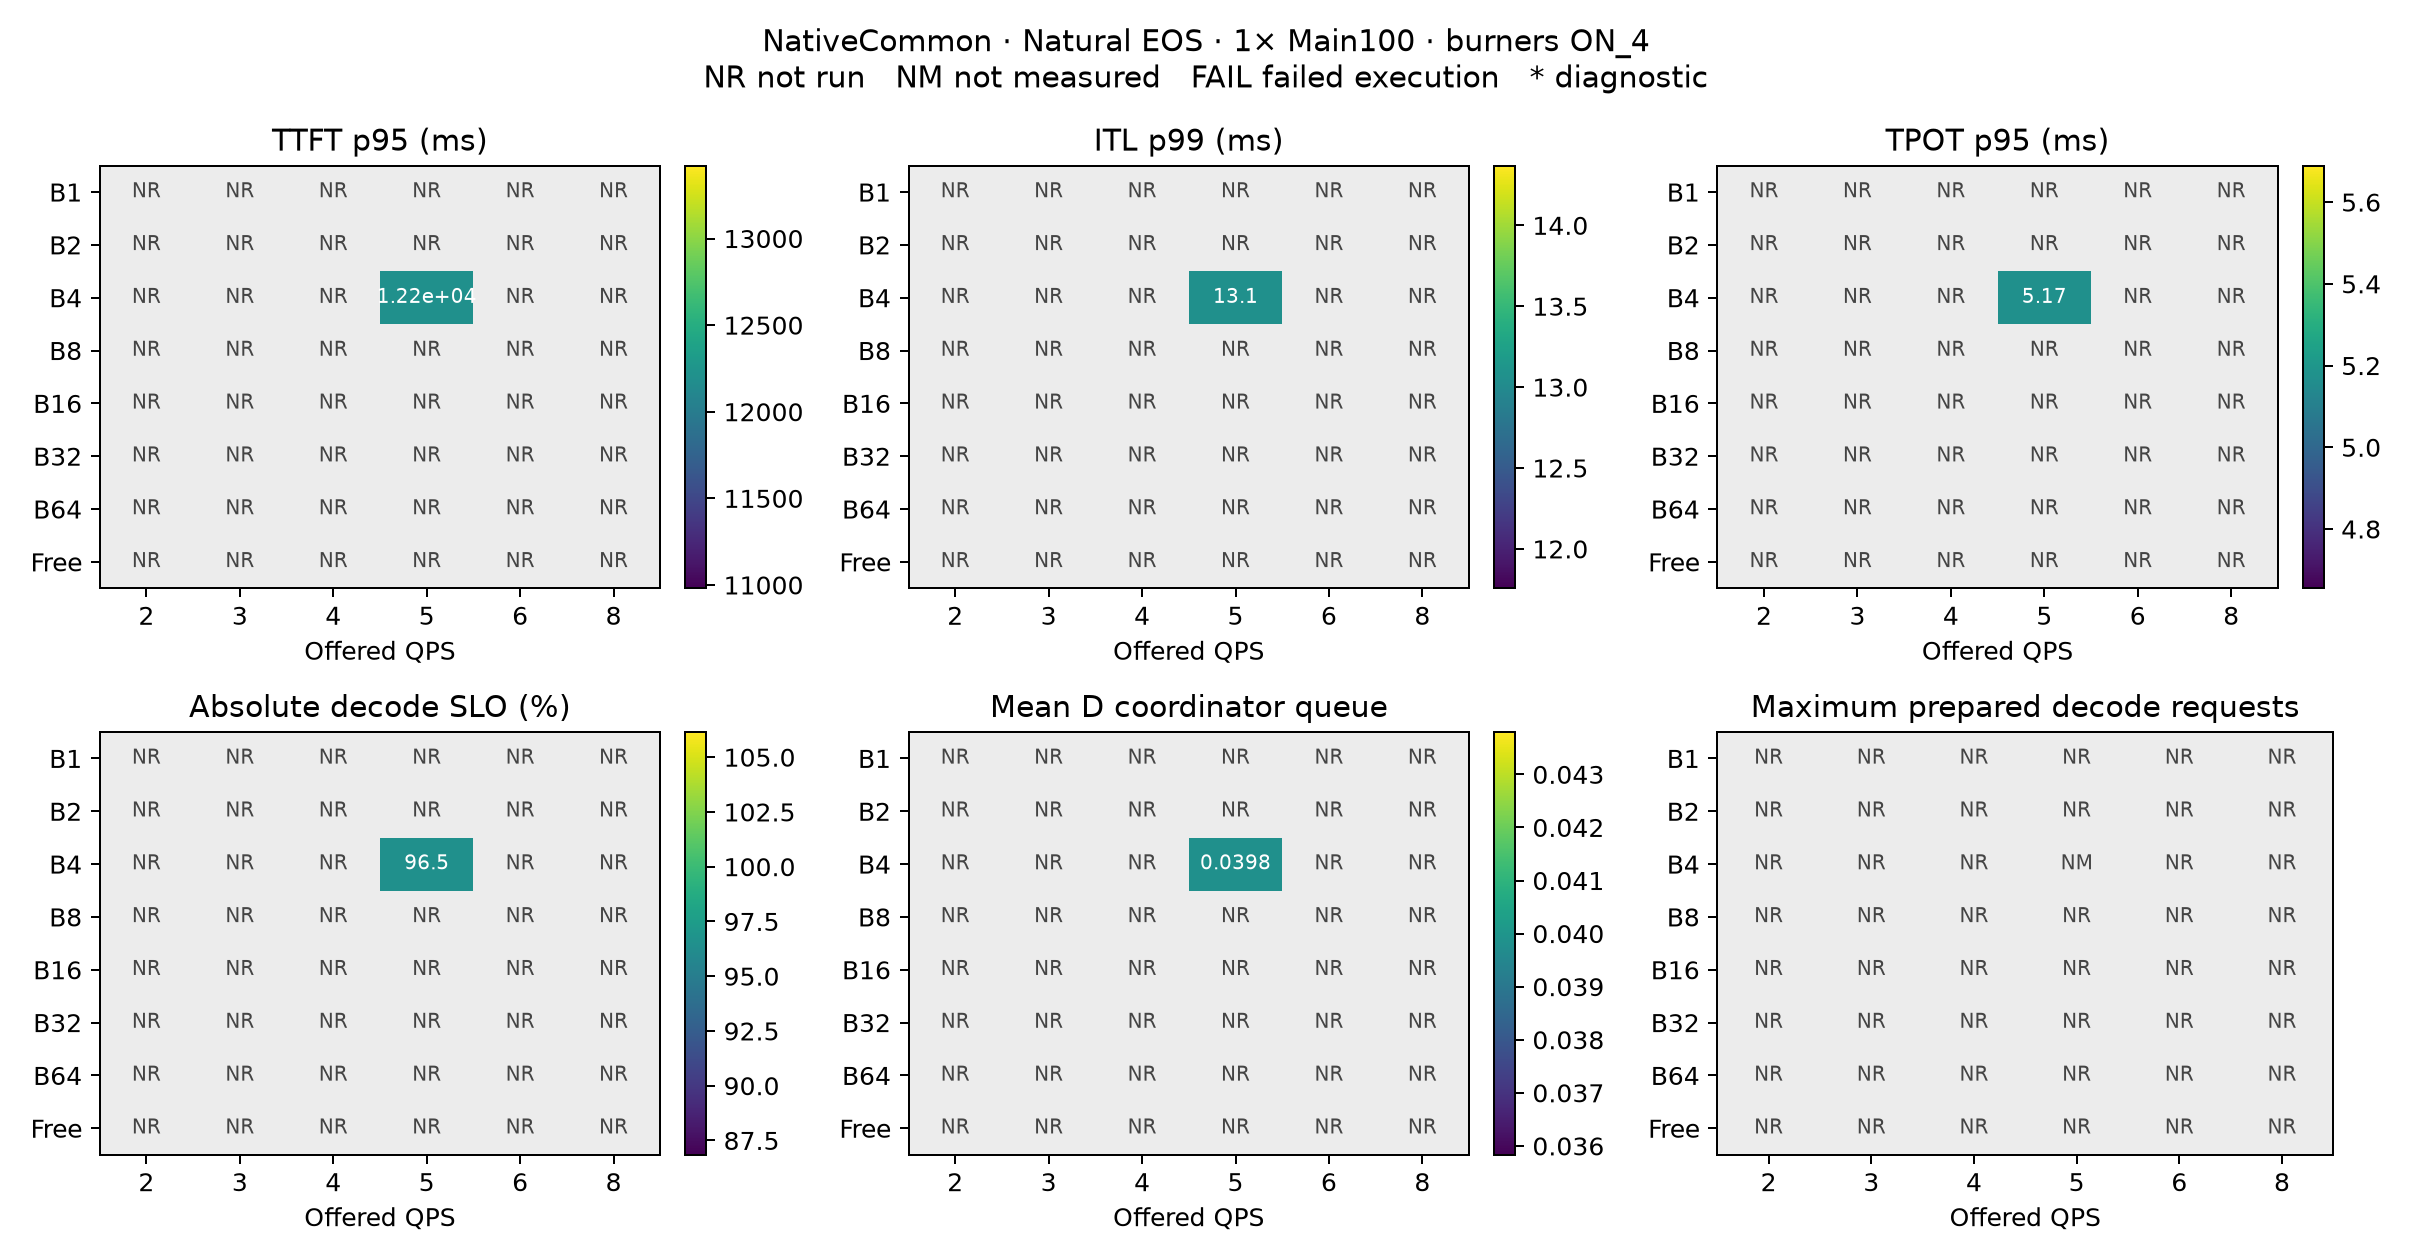 NativeCommon · Natural EOS · 1× Main100 · burners ON_4
NR not run   NM not measured   FAIL failed execution   * diagnostic
TTFT p95 (ms)
B1 NR NR NR NR NR NR
B2 NR NR NR NR NR NR
B4 NR NR NR 1.22e+04 NR NR
B8 NR NR NR NR NR NR
B16 NR NR NR NR NR NR
B32 NR NR NR NR NR NR
B64 NR NR NR NR NR NR
Free NR NR NR NR NR NR
2 3 4 5 6 8
Offered QPS
13000
12500
12000
11500
11000
ITL p99 (ms)
B1 NR NR NR NR NR NR
B2 NR NR NR NR NR NR
B4 NR NR NR 13.1 NR NR
B8 NR NR NR NR NR NR
B16 NR NR NR NR NR NR
B32 NR NR NR NR NR NR
B64 NR NR NR NR NR NR
Free NR NR NR NR NR NR
2 3 4 5 6 8
Offered QPS
14.0
13.5
13.0
12.5
12.0
TPOT p95 (ms)
B1 NR NR NR NR NR NR
B2 NR NR NR NR NR NR
B4 NR NR NR 5.17 NR NR
B8 NR NR NR NR NR NR
B16 NR NR NR NR NR NR
B32 NR NR NR NR NR NR
B64 NR NR NR NR NR NR
Free NR NR NR NR NR NR
2 3 4 5 6 8
Offered QPS
5.6
5.4
5.2
5.0
4.8
Absolute decode SLO (%)
B1 NR NR NR NR NR NR
B2 NR NR NR NR NR NR
B4 NR NR NR 96.5 NR NR
B8 NR NR NR NR NR NR
B16 NR NR NR NR NR NR
B32 NR NR NR NR NR NR
B64 NR NR NR NR NR NR
Free NR NR NR NR NR NR
2 3 4 5 6 8
Offered QPS
105.0
102.5
100.0
97.5
95.0
92.5
90.0
87.5
Mean D coordinator queue
B1 NR NR NR NR NR NR
B2 NR NR NR NR NR NR
B4 NR NR NR 0.0398 NR NR
B8 NR NR NR NR NR NR
B16 NR NR NR NR NR NR
B32 NR NR NR NR NR NR
B64 NR NR NR NR NR NR
Free NR NR NR NR NR NR
2 3 4 5 6 8
Offered QPS
0.043
0.042
0.041
0.040
0.039
0.038
0.037
0.036
Maximum prepared decode requests
B1 NR NR NR NR NR NR
B2 NR NR NR NR NR NR
B4 NR NR NR NM NR NR
B8 NR NR NR NR NR NR
B16 NR NR NR NR NR NR
B32 NR NR NR NR NR NR
B64 NR NR NR NR NR NR
Free NR NR NR NR NR NR
2 3 4 5 6 8
Offered QPS